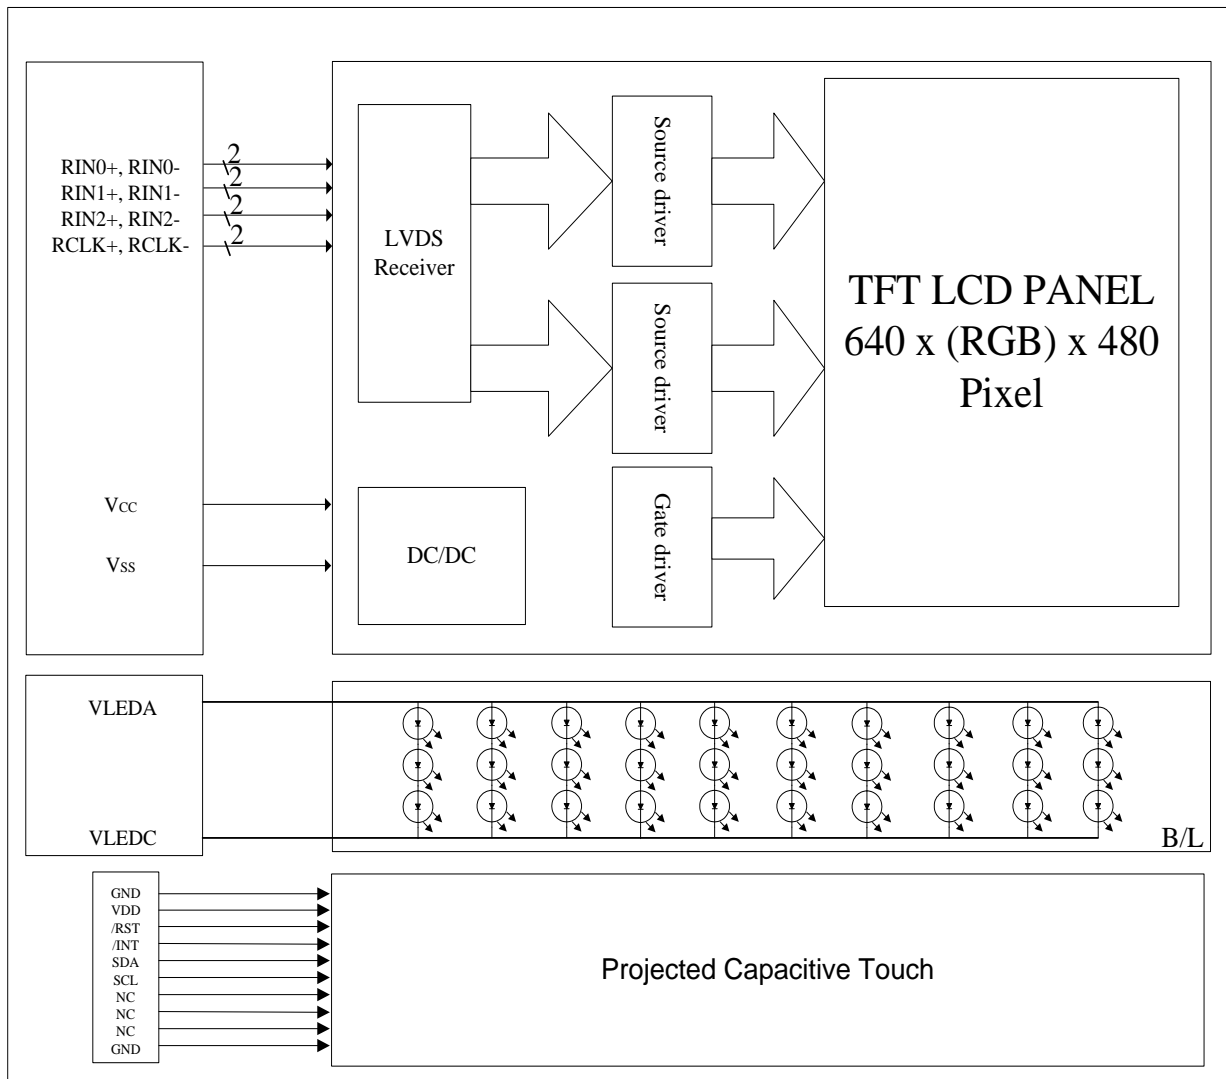 RIN0+, RIN0-
RIN1+, RIN1-
RIN2+, RIN2-
RCLK+, RCLK-
2
2
2
2
VCC
VSS
LVDS
Receiver
DC/DC
Source driver
Source driver
Gate driver
TFT LCD PANEL
640 x (RGB) x 480
Pixel
VLEDA
VLEDC
B/L
GND
VDD
/RST
/INT
SDA
SCL
NC
NC
NC
GND
Projected Capacitive Touch